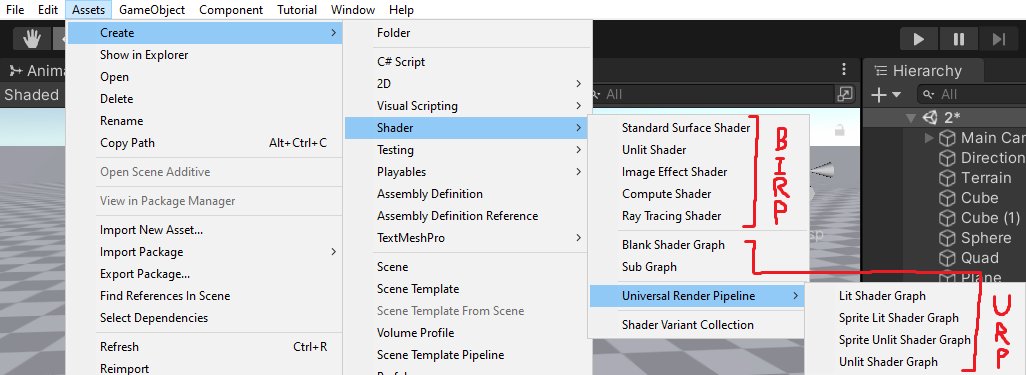 File Edit Assets GameObject Component Tutorial Window Help
Create
Show in Explorer
Open
Delete
Rename
Copy Path Alt+Ctrl+C
Open Scene Additive
View in Package Manager
Import New Asset...
Import Package
Export Package...
Find References In Scene
Select Dependencies
Refresh Ctrl+R
Reimport
Folder
C# Script
2D
Visual Scripting
Shader
Testing
Playables
Assembly Definition
Assembly Definition Reference
TextMeshPro
Scene
Scene Template
Scene Template From Scene
Volume Profile
Scene Template Pipeline
Standard Surface Shader
Unlit Shader
Image Effect Shader
Compute Shader
Ray Tracing Shader
BIRP
Blank Shader Graph
Sub Graph
Universal Render Pipeline
Shader Variant Collection
Lit Shader Graph
Sprite Lit Shader Graph
Sprite Unlit Shader Graph
Unlit Shader Graph
URP
Anima
Shaded
All
Hierarchy
All
2*
Main Car
Direction
Terrain
Cube
Cube (1)
Sphere
Quad
Plane